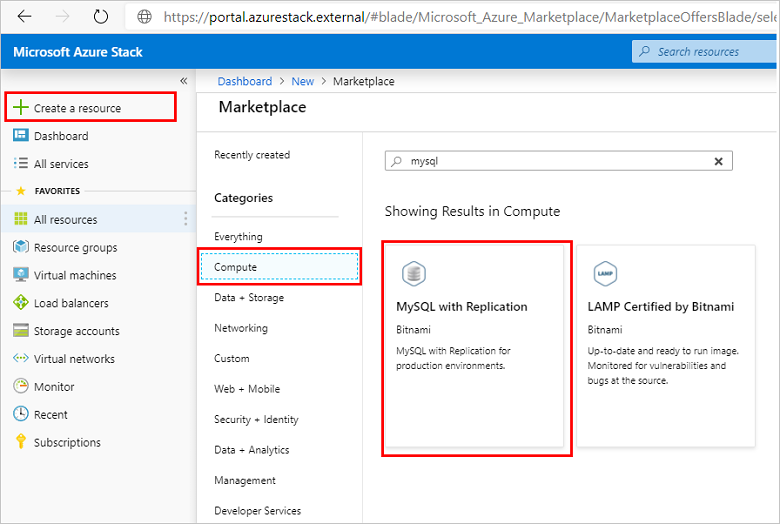 https://portal.azurestack.external/#blade/Microsoft_Azure_Marketplace/MarketplaceOffersBlade/sele
Microsoft Azure Stack
Search resources
«
Create a resource
Dashboard
All services
FAVORITES
All resources
Resource groups
Virtual machines
Load balancers
Storage accounts
Virtual networks
Monitor
Recent
Subscriptions
Dashboard > New > Marketplace
Marketplace
Recently created
Categories
Everything
Compute
Data + Storage
Networking
Custom
Web + Mobile
Security + Identity
Data + Analytics
Management
Developer Services
mysql
Showing Results in Compute
MySQL with Replication
Bitnami
MySQL with Replication for
production environments.
LAMP
LAMP Certified by Bitnami
Bitnami
Up-to-date and ready to run image.
Monitored for vulnerabilities and
bugs at the source.